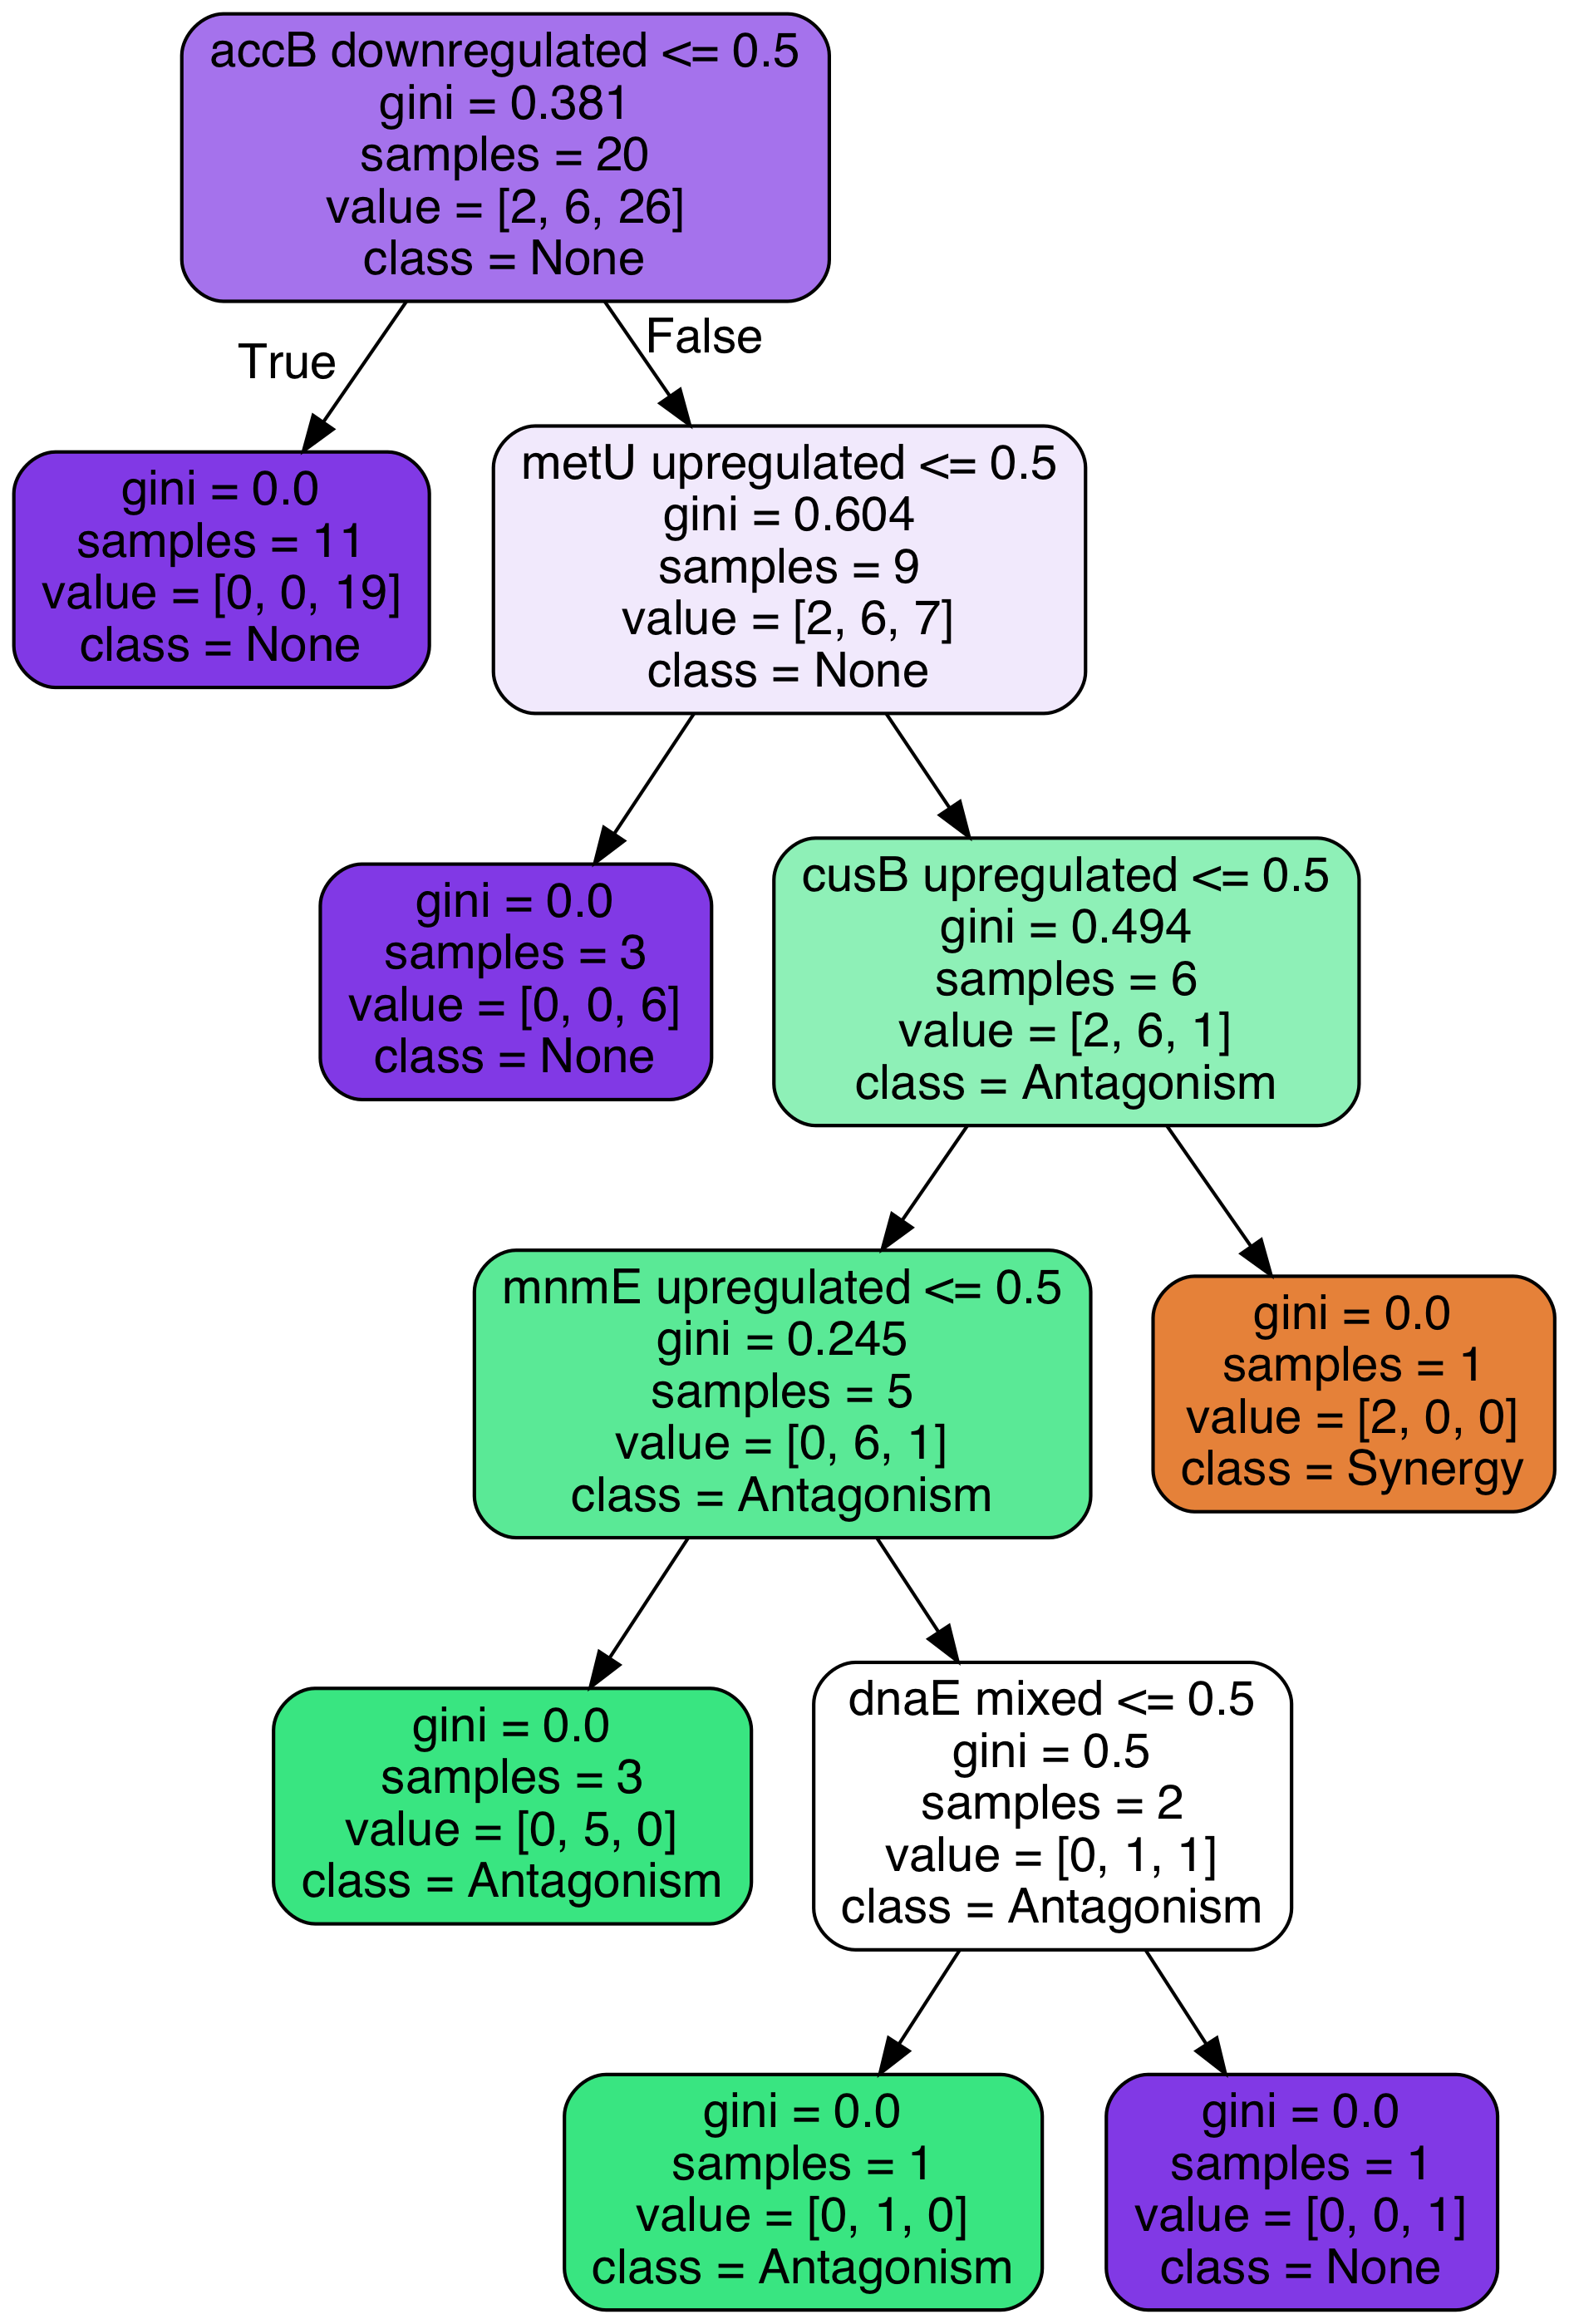 accB downregulated <= 0.5
gini = 0.381
samples = 20
value = [2, 6, 26]
class = None
True
False
gini = 0.0
samples = 11
value = [0, 0, 19]
class = None
metU upregulated <= 0.5
gini = 0.604
samples = 9
value = [2, 6, 7]
class = None
gini = 0.0
samples = 3
value = [0, 0, 6]
class = None
cusB upregulated <= 0.5
gini = 0.494
samples = 6
value = [2, 6, 1]
class = Antagonism
mnmE upregulated <= 0.5
gini = 0.245
samples = 5
value = [0, 6, 1]
class = Antagonism
gini = 0.0
samples = 1
value = [2, 0, 0]
class = Synergy
gini = 0.0
samples = 3
value = [0, 5, 0]
class = Antagonism
dnaE mixed <= 0.5
gini = 0.5
samples = 2
value = [0, 1, 1]
class = Antagonism
gini = 0.0
samples = 1
value = [0, 1, 0]
class = Antagonism
gini = 0.0
samples = 1
value = [0, 0, 1]
class = None